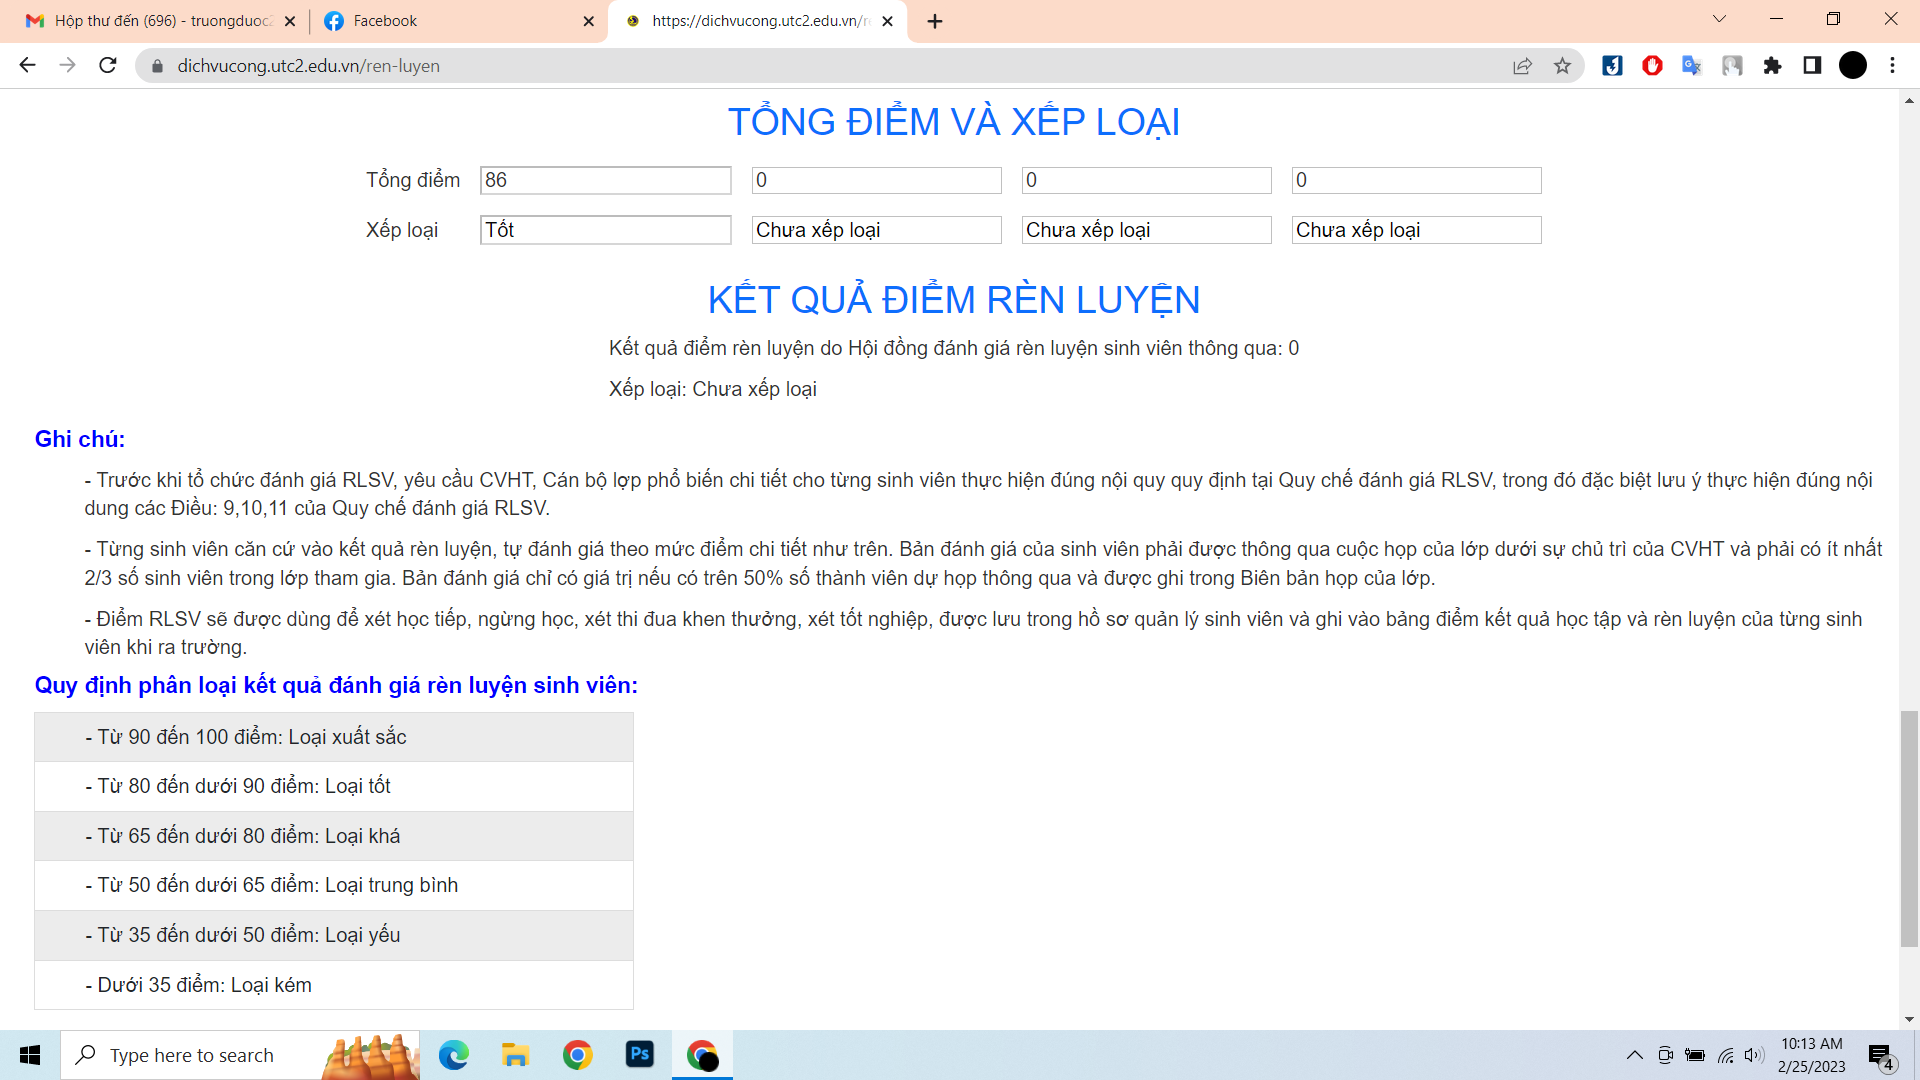 Hộp thư đến (696) - truongduoc2
Facebook
https://dichvucong.utc2.edu.vn/re
dichvucong.utc2.edu.vn/ren-luyen
TỔNG ĐIỂM VÀ XẾP LOẠI
Tổng điểm 86 0 0 0
Xếp loại Tốt Chưa xếp loại Chưa xếp loại Chưa xếp loại
KẾT QUẢ ĐIỂM RÈN LUYỆN
Kết quả điểm rèn luyện do Hội đồng đánh giá rèn luyện sinh viên thông qua: 0
Xếp loại: Chưa xếp loại
Ghi chú:
- Trước khi tổ chức đánh giá RLSV, yêu cầu CVHT, Cán bộ lợp phổ biến chi tiết cho từng sinh viên thực hiện đúng nội quy quy định tại Quy chế đánh giá RLSV, trong đó đặc biệt lưu ý thực hiện đúng nội
dung các Điều: 9,10,11 của Quy chế đánh giá RLSV.
- Từng sinh viên căn cứ vào kết quả rèn luyện, tự đánh giá theo mức điểm chi tiết như trên. Bản đánh giá của sinh viên phải được thông qua cuộc họp của lớp dưới sự chủ trì của CVHT và phải có ít nhất
2/3 số sinh viên trong lớp tham gia. Bản đánh giá chỉ có giá trị nếu có trên 50% số thành viên dự họp thông qua và được ghi trong Biên bản họp của lớp.
- Điểm RLSV sẽ được dùng để xét học tiếp, ngừng học, xét thi đua khen thưởng, xét tốt nghiệp, được lưu trong hồ sơ quản lý sinh viên và ghi vào bảng điểm kết quả học tập và rèn luyện của từng sinh
viên khi ra trường.
Quy định phân loại kết quả đánh giá rèn luyện sinh viên:
- Từ 90 đến 100 điểm: Loại xuất sắc
- Từ 80 đến dưới 90 điểm: Loại tốt
- Từ 65 đến dưới 80 điểm: Loại khá
- Từ 50 đến dưới 65 điểm: Loại trung bình
- Từ 35 đến dưới 50 điểm: Loại yếu
- Dưới 35 điểm: Loại kém
Type here to search
Ps
10:13 AM
2/25/2023
4